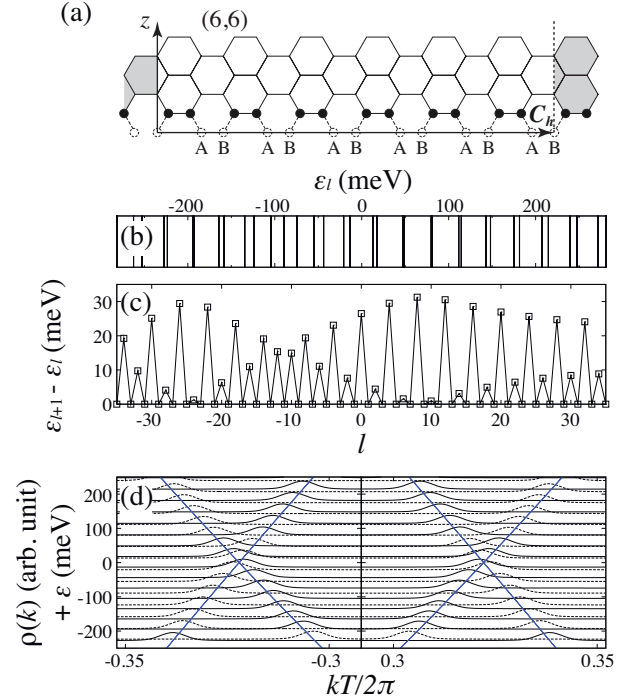 (a)
z
(6,6)
C_h
A B A B A B A B A B A B
ε_l (meV)
-200 -100 0 100 200
(b)
(c)
30
20
10
0
ε_{l+1} - ε_l (meV)
-30 -20 -10 0 10 20 30
l
(d)
200
100
0
-100
-200
ρ(k) (arb. unit)
+ ε (meV)
-0.35 -0.3 0.3 0.35
kT/2π